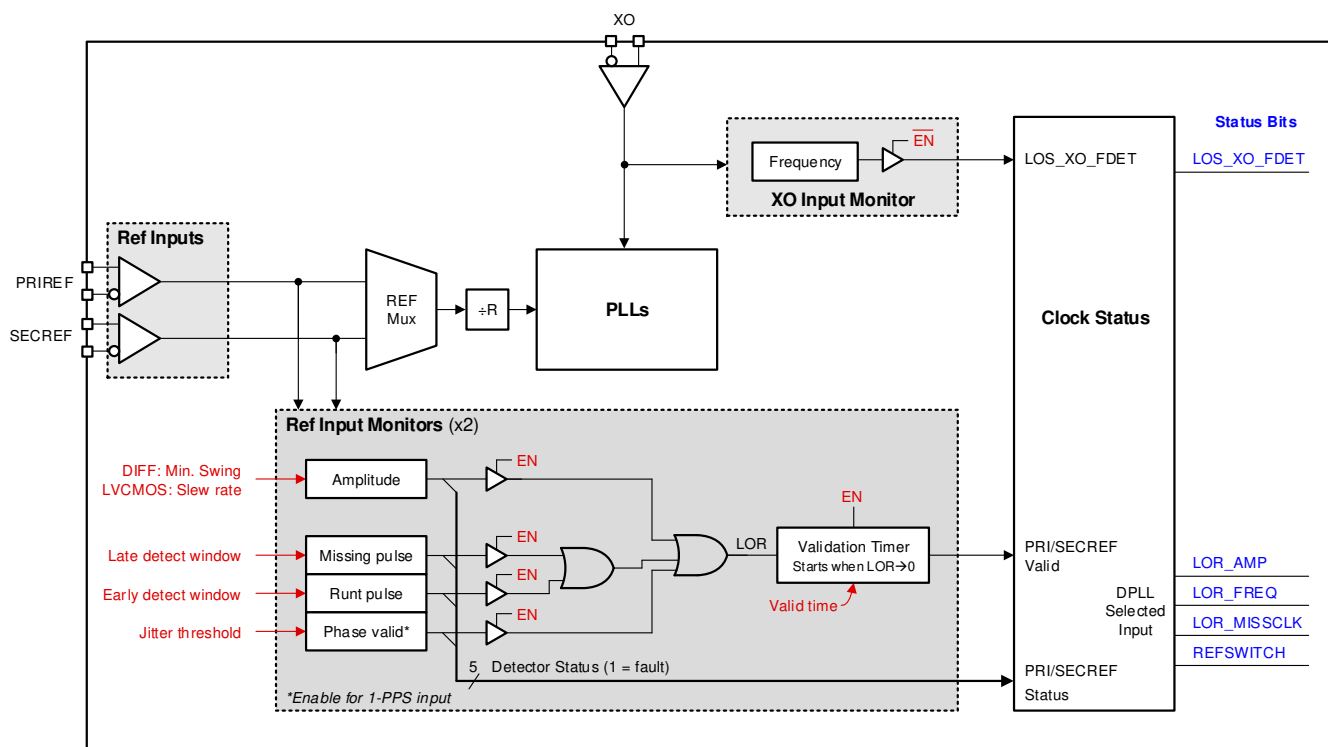 XO
Status Bits
EN
Frequency
LOS_XO_FDET
LOS_XO_FDET
XO Input Monitor
Ref Inputs
PRIREF
SECREF
REF
Mux
÷R
PLLs
Clock Status
Ref Input Monitors (x2)
DIFF: Min. Swing
LVCMOS: Slew rate
Amplitude
EN
EN
Late detect window
Missing pulse
EN
LOR
Validation Timer
Starts when LOR→0
PRI/SECREF
Valid
Early detect window
Runt pulse
EN
Valid time
Jitter threshold
Phase valid*
EN
DPLL
Selected
Input
LOR_AMP
LOR_FREQ
LOR_MISSCLK
REFSWITCH
5 Detector Status (1 = fault)
PRI/SECREF
Status
*Enable for 1-PPS input